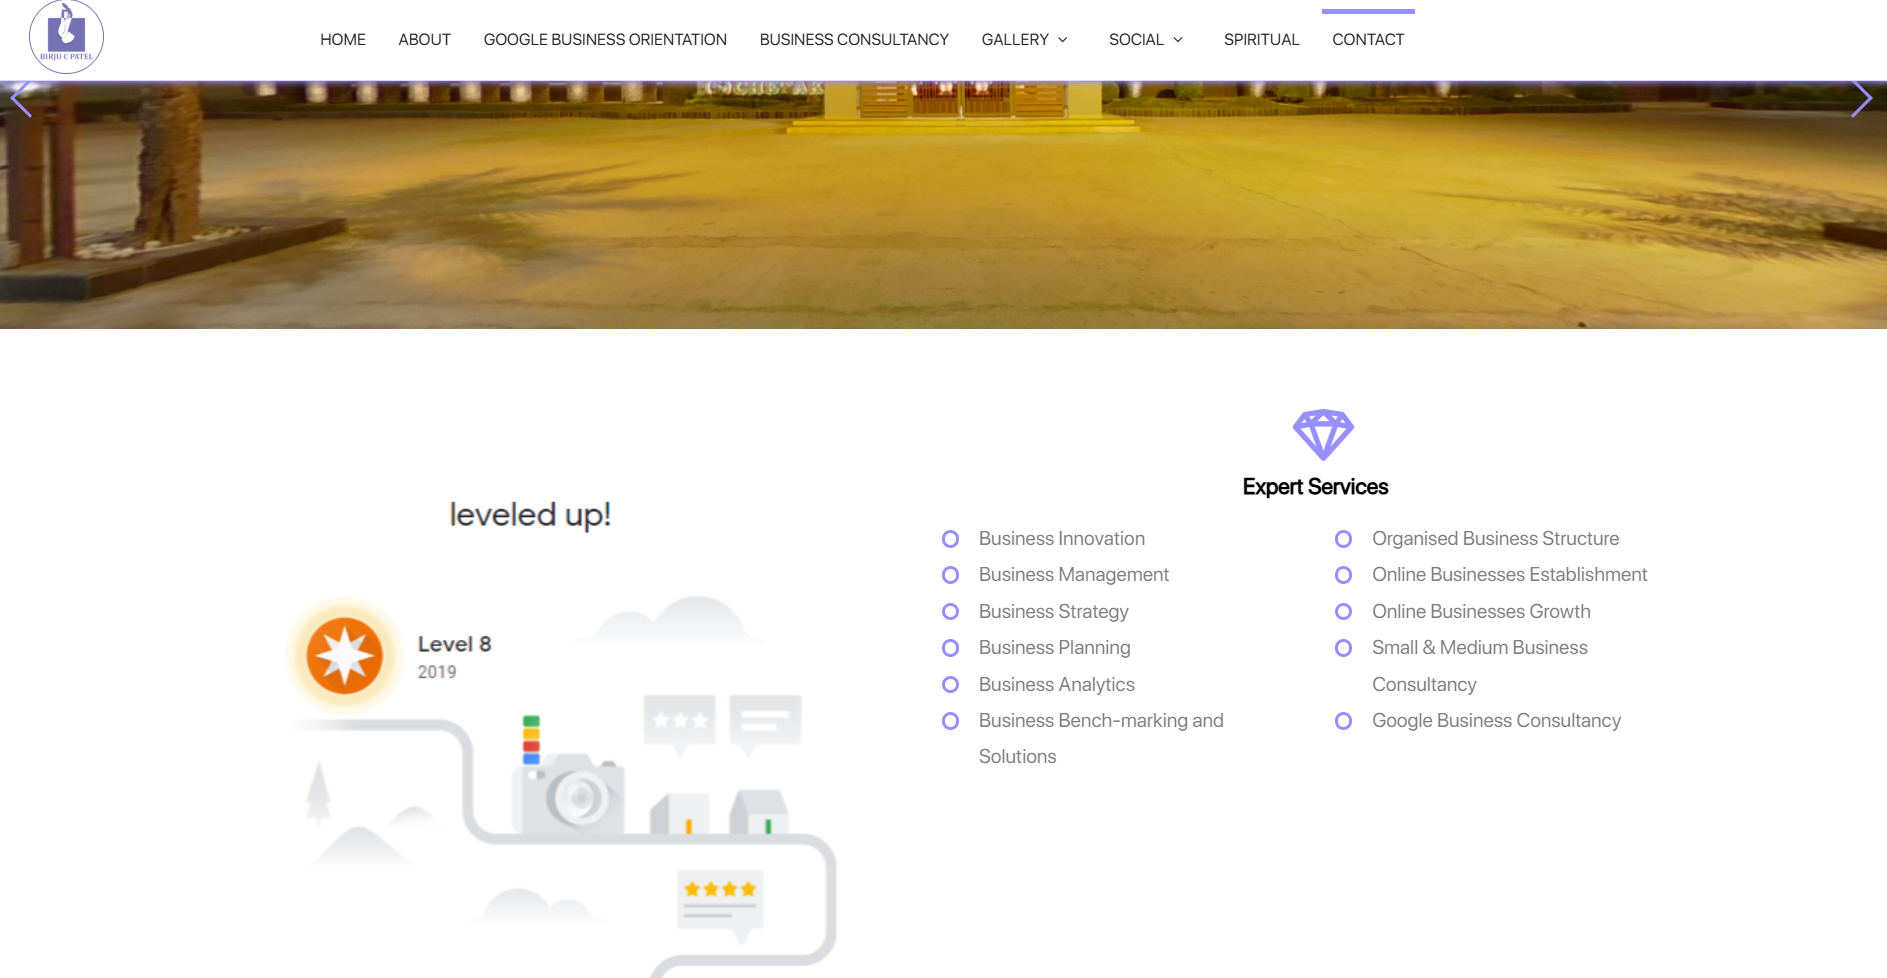 BIRJU C PATEL
HOME ABOUT GOOGLE BUSINESS ORIENTATION BUSINESS CONSULTANCY GALLERY SOCIAL SPIRITUAL CONTACT
leveled up!
Level 8
2019
Expert Services
Business Innovation
Business Management
Business Strategy
Business Planning
Business Analytics
Business Bench-marking and
Solutions
Organised Business Structure
Online Businesses Establishment
Online Businesses Growth
Small & Medium Business
Consultancy
Google Business Consultancy